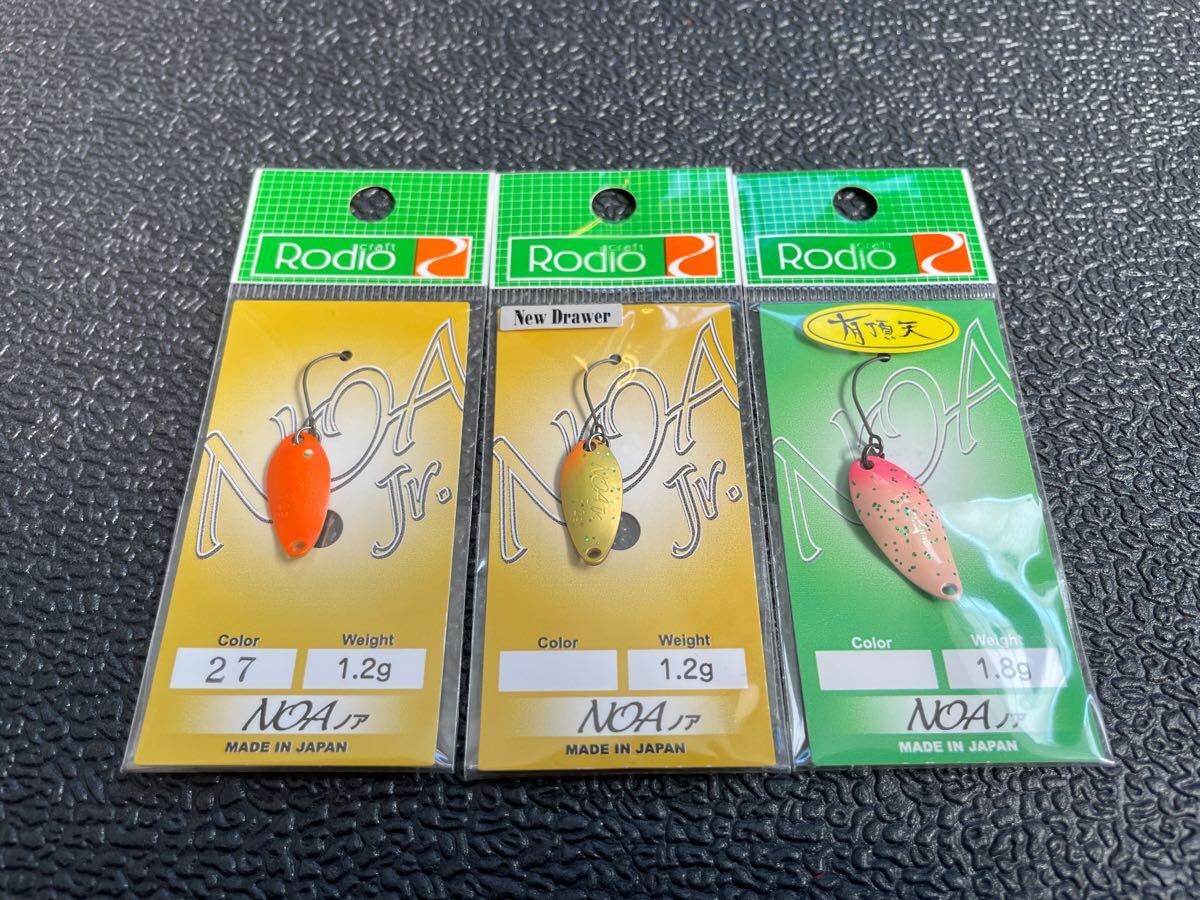 craft
Rodio
NOA
Jr.
Color
Weight
27
1.2g
NOA ノア
MADE IN JAPAN
craft
Rodio
New Drawer
NOA
Jr.
Color
Weight
1.2g
NOA ノア
MADE IN JAPAN
craft
Rodio
有頂天
NOA
Color
Weight
1.8g
NOA ノア
MADE IN JAPAN